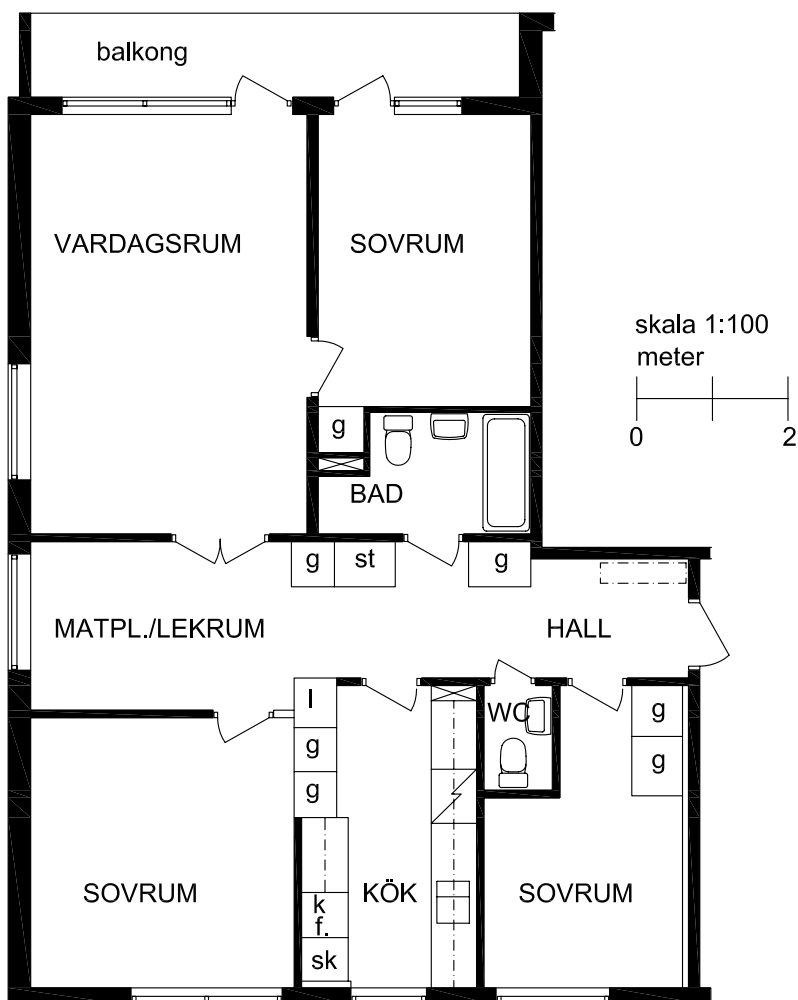 balkong
VARDAGSRUM
SOVRUM
skala 1:100
meter
0 2
g
BAD
g st g
MATPL./LEKRUM
HALL
l
WC
g
g
g
g
SOVRUM
k
f.
KÖK
SOVRUM
sk